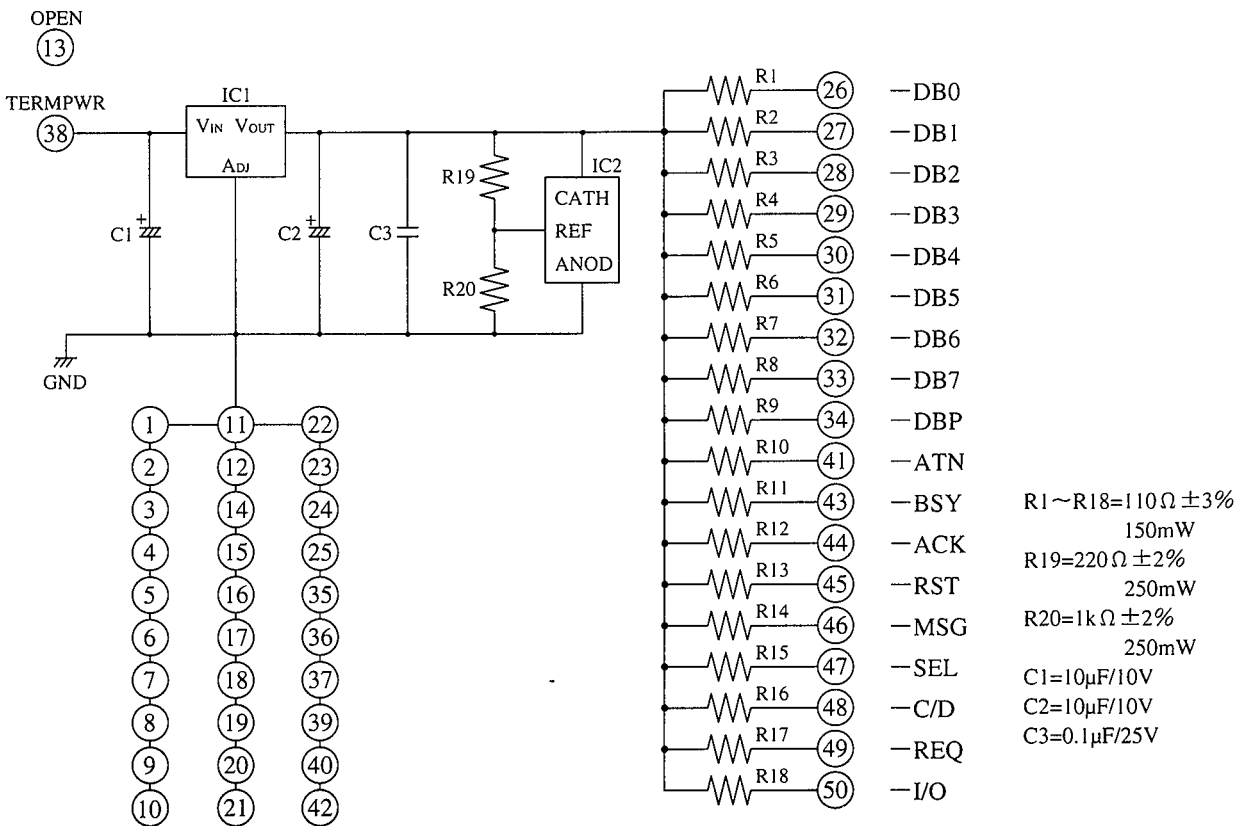 OPEN
13
TERMPWR
38
IC1
VIN VOUT
ADJ
C1
+
C2
+
C3
R19
R20
IC2
CATH
REF
ANOD
GND
1 11 22
2 12 23
3 14 24
4 15 25
5 16 35
6 17 36
7 18 37
8 19 39
9 20 40
10 21 42
R1 26 —DB0
R2 27 —DB1
R3 28 —DB2
R4 29 —DB3
R5 30 —DB4
R6 31 —DB5
R7 32 —DB6
R8 33 —DB7
R9 34 —DBP
R10 41 —ATN
R11 43 —BSY
R12 44 —ACK
R13 45 —RST
R14 46 —MSG
R15 47 —SEL
R16 48 —C/D
R17 49 —REQ
R18 50 —I/O
R1～R18=110Ω±3%
150mW
R19=220Ω±2%
250mW
R20=1kΩ±2%
250mW
C1=10μF/10V
C2=10μF/10V
C3=0.1μF/25V